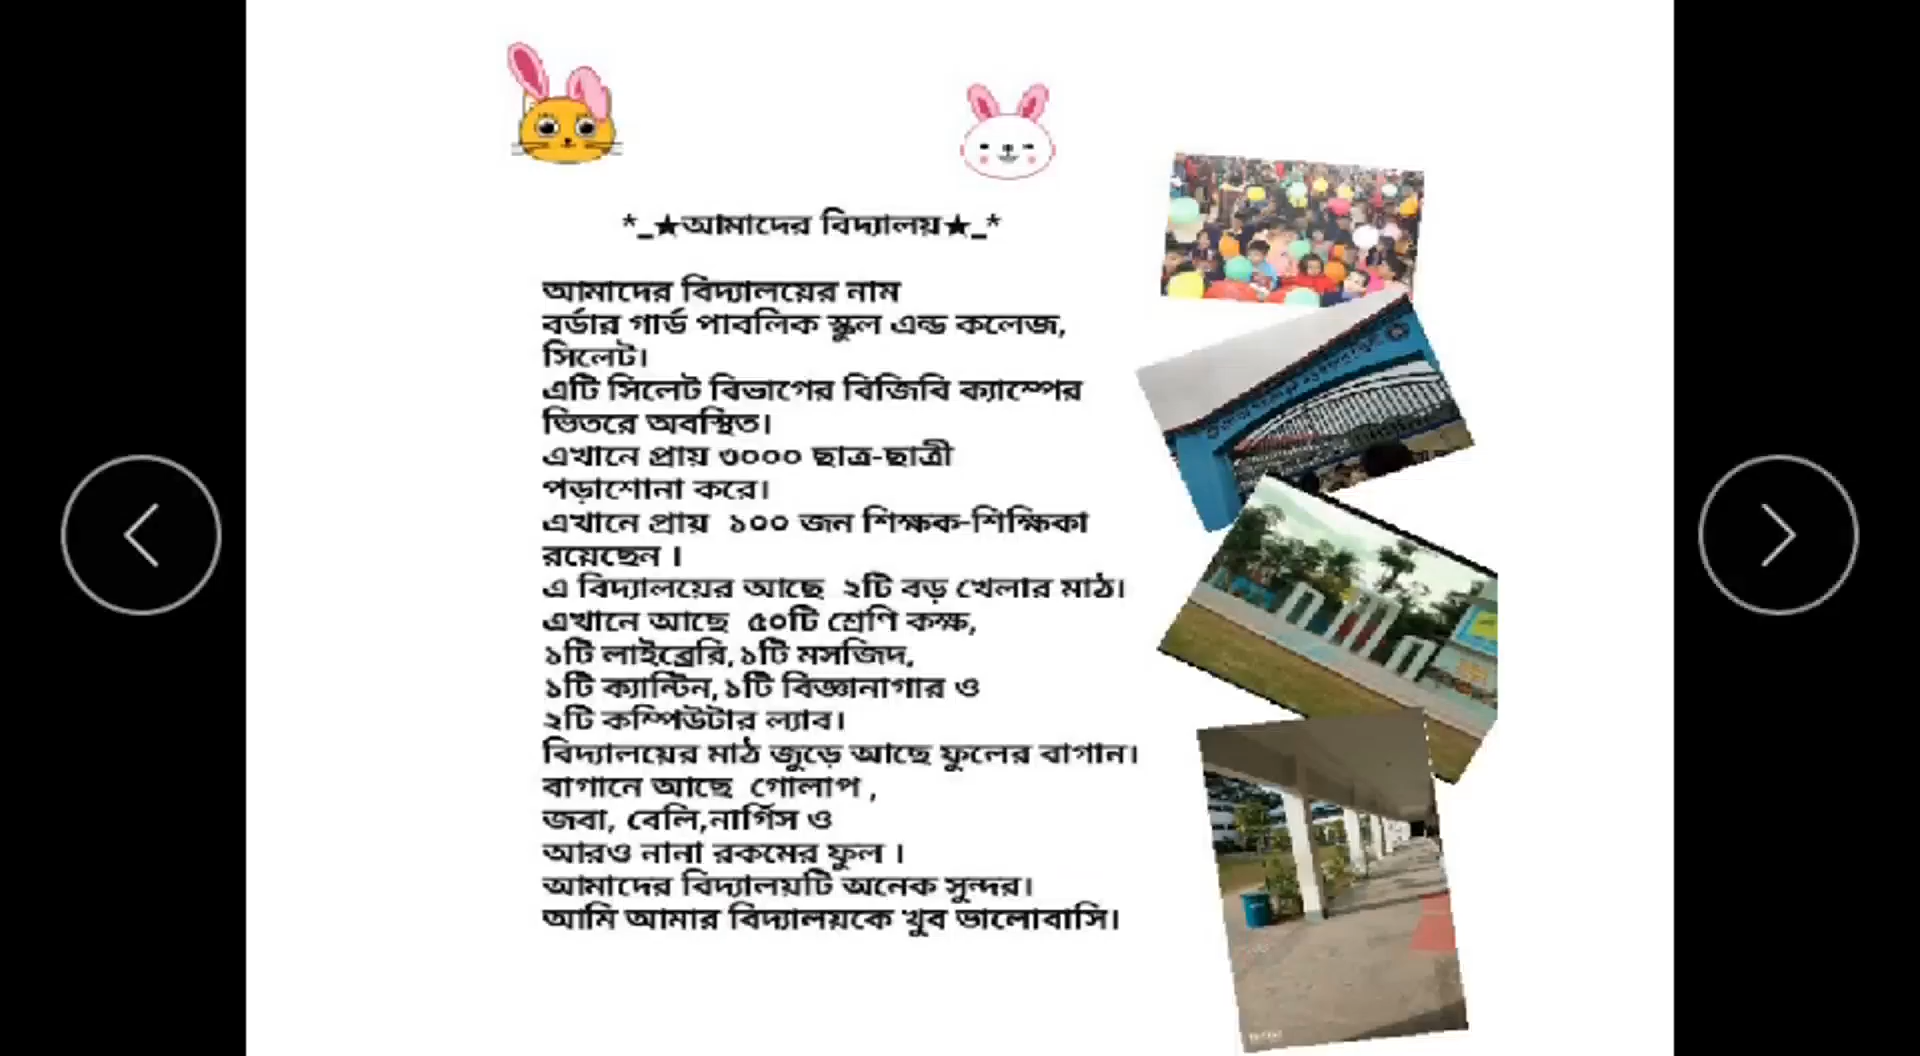 *_★আমাদের বিদ্যালয়★_*
আমাদের বিদ্যালয়ের নাম
বর্ডার গার্ড পাবলিক স্কুল এন্ড কলেজ,
সিলেট।
এটি সিলেট বিভাগের বিজিবি ক্যাম্পের
ভিতরে অবস্থিত।
এখানে প্রায় ৩০০০ ছাত্র-ছাত্রী
পড়াশোনা করে।
এখানে প্রায় ১০০ জন শিক্ষক-শিক্ষিকা
রয়েছেন ।
এ বিদ্যালয়ের আছে ২টি বড় খেলার মাঠ।
এখানে আছে ৫০টি শ্রেণি কক্ষ,
১টি লাইব্রেরি,১টি মসজিদ,
১টি ক্যান্টিন,১টি বিজ্ঞানাগার ও
২টি কম্পিউটার ল্যাব।
বিদ্যালয়ের মাঠ জুড়ে আছে ফুলের বাগান।
বাগানে আছে গোলাপ ,
জবা, বেলি,নার্গিস ও
আরও নানা রকমের ফুল ।
আমাদের বিদ্যালয়টি অনেক সুন্দর।
আমি আমার বিদ্যালয়কে খুব ভালোবাসি।